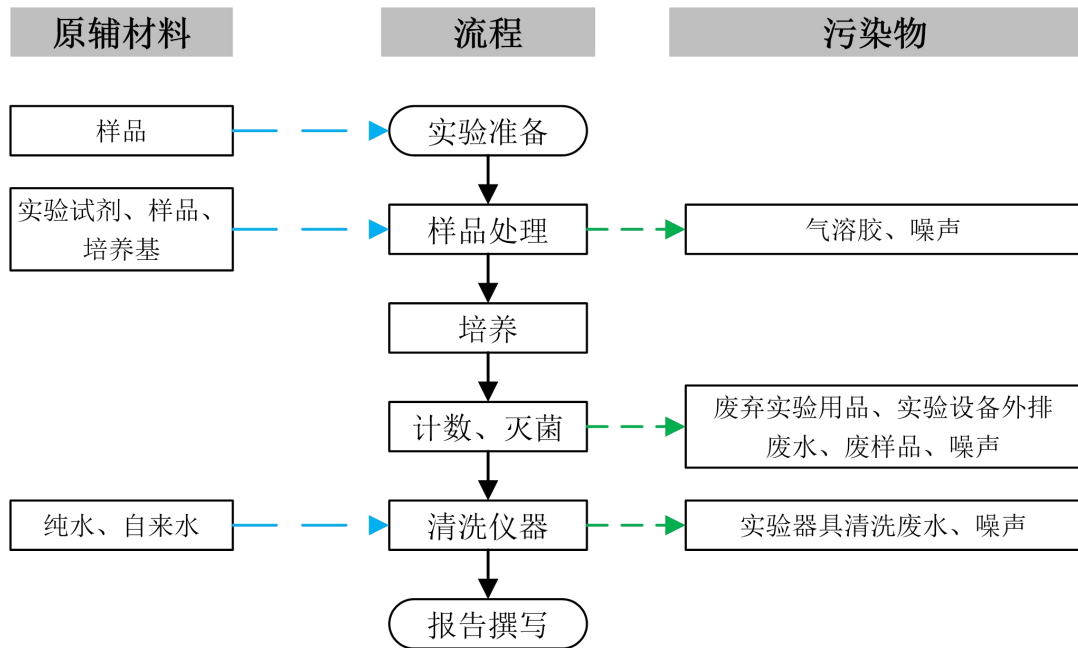 原辅材料
流程
污染物
样品
实验准备
实验试剂、样品、
培养基
样品处理
气溶胶、噪声
培养
计数、灭菌
废弃实验用品、实验设备外排
废水、废样品、噪声
纯水、自来水
清洗仪器
实验器具清洗废水、噪声
报告撰写